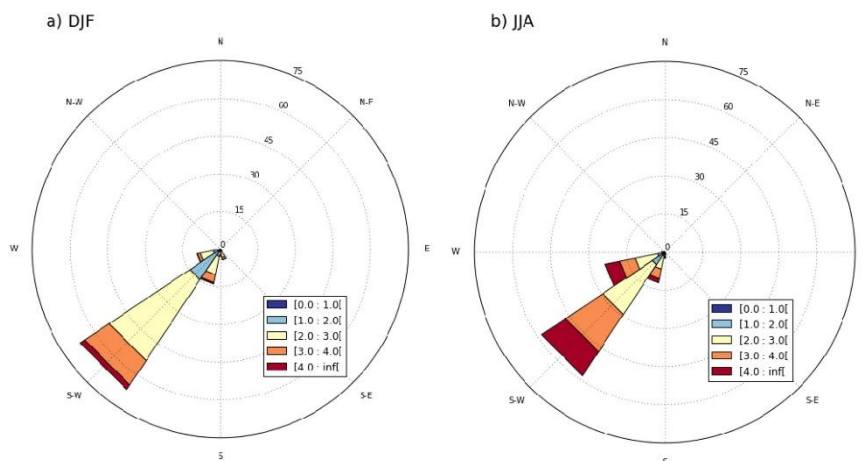 a) DJF
N
75
N-W
N-E
60
45
30
15
W
0
E
[0.0 : 1.0[
[1.0 : 2.0[
[2.0 : 3.0[
[3.0 : 4.0[
[4.0 : inf[
S-W
S-E
S
b) JJA
N
75
N-W
N-E
60
45
30
15
W
0
[0.0 : 1.0[
[1.0 : 2.0[
[2.0 : 3.0[
[3.0 : 4.0[
[4.0 : inf[
S-W
S-E
S